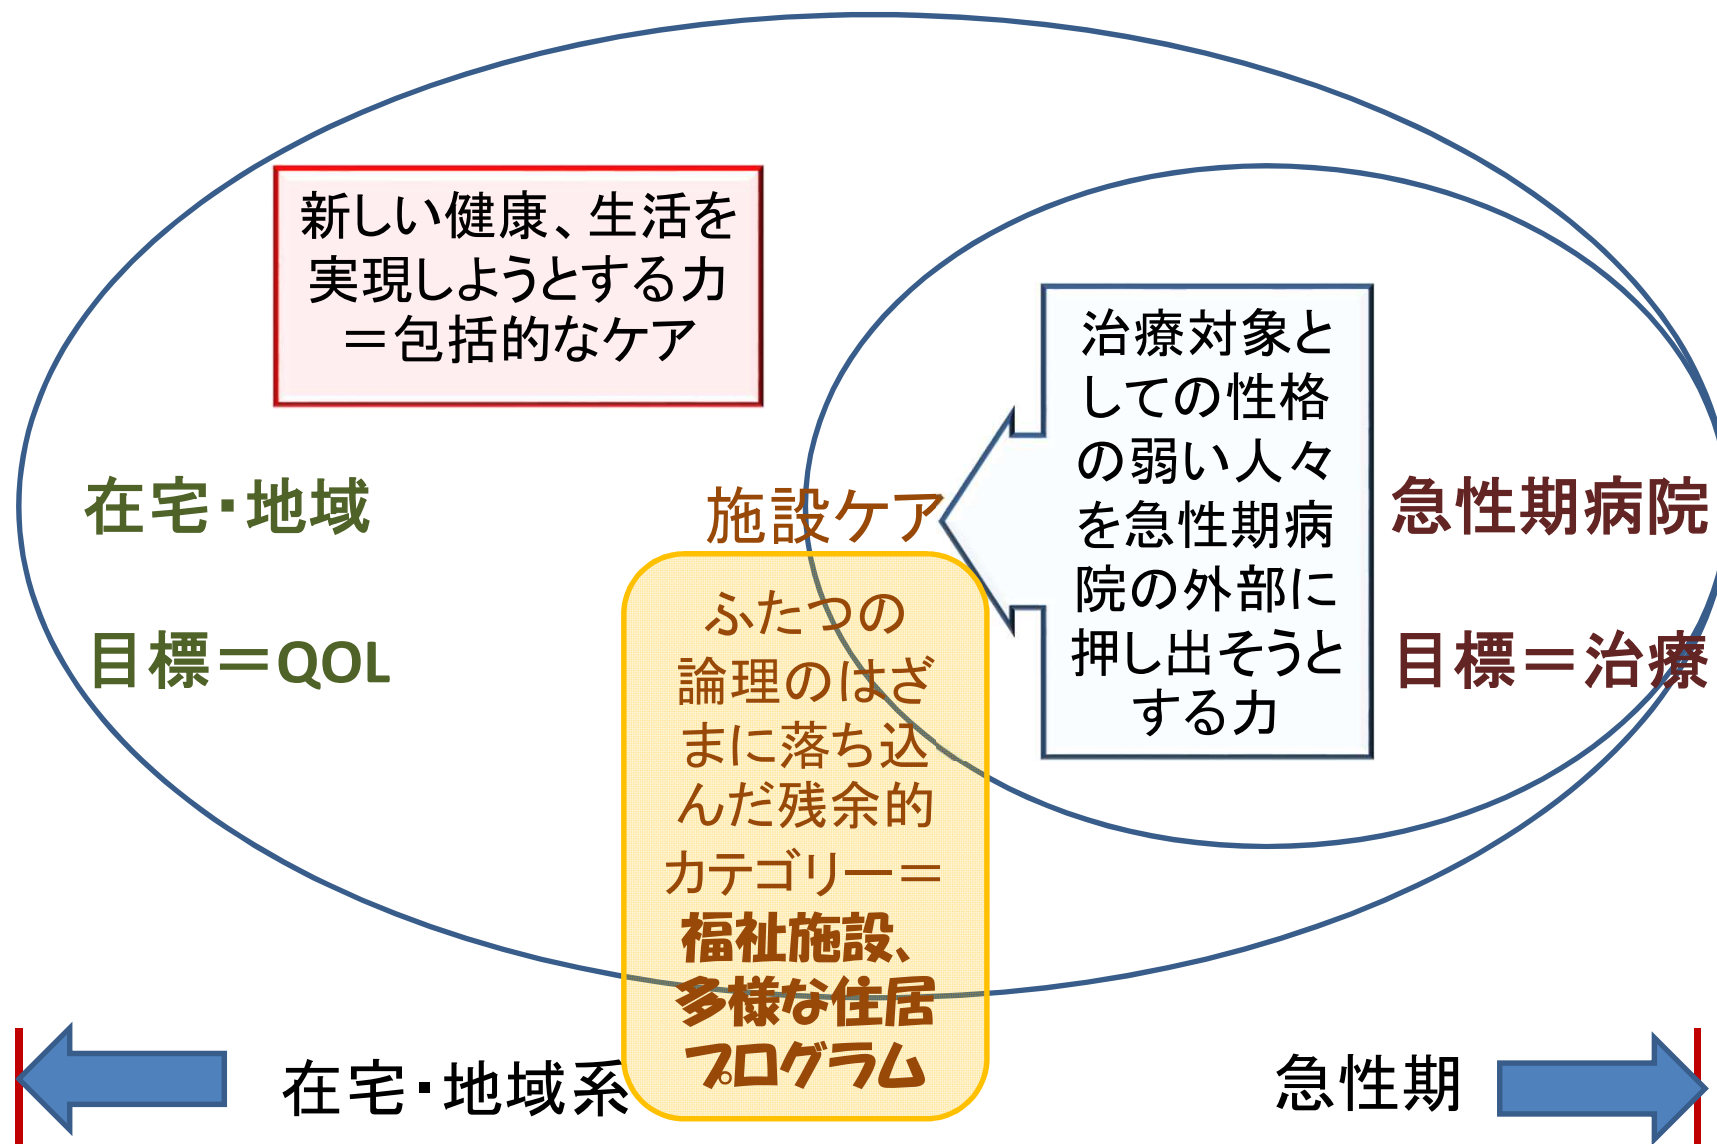 新しい健康、生活を
実現しようとする力
＝包括的なケア
治療対象と
しての性格
の弱い人々
を急性期病
院の外部に
押し出そうと
する力
在宅・地域
施設ケア
急性期病院
目標＝QOL
目標＝治療
ふたつの
論理のはざ
まに落ち込
んだ残余的
カテゴリー＝
福祉施設、
多様な住居
プログラム
。
在宅・地域系
急性期